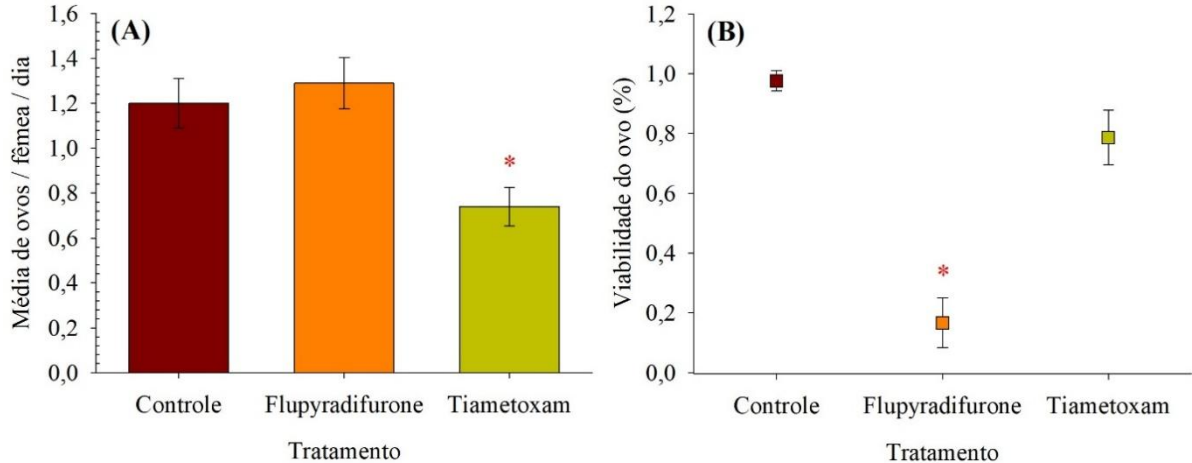 (A)
Média de ovos / fêmea / dia
1,6
1,4
1,2
1,0
0,8
0,6
0,4
0,2
0,0
*
Controle Flupyradifurone Tiametoxam
Tratamento
(B)
Viabilidade do ovo (%)
1,2
1,0
0,8
0,6
0,4
0,2
0,0
*
Controle Flupyradifurone Tiametoxam
Tratamento